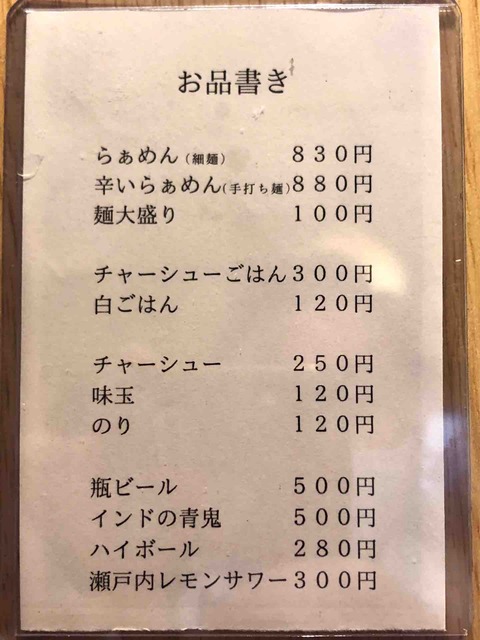 お品書き
らぁめん(細麺) 830円
辛いらぁめん(手打ち麺) 880円
麺大盛り 100円
チャーシューごはん 300円
白ごはん 120円
チャーシュー 250円
味玉 120円
のり 120円
瓶ビール 500円
インドの青鬼 500円
ハイボール 280円
瀬戸内レモンサワー 300円